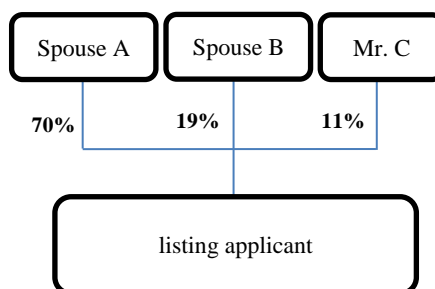 Spouse A
Spouse B
Mr. C
70%
19%
11%
listing applicant